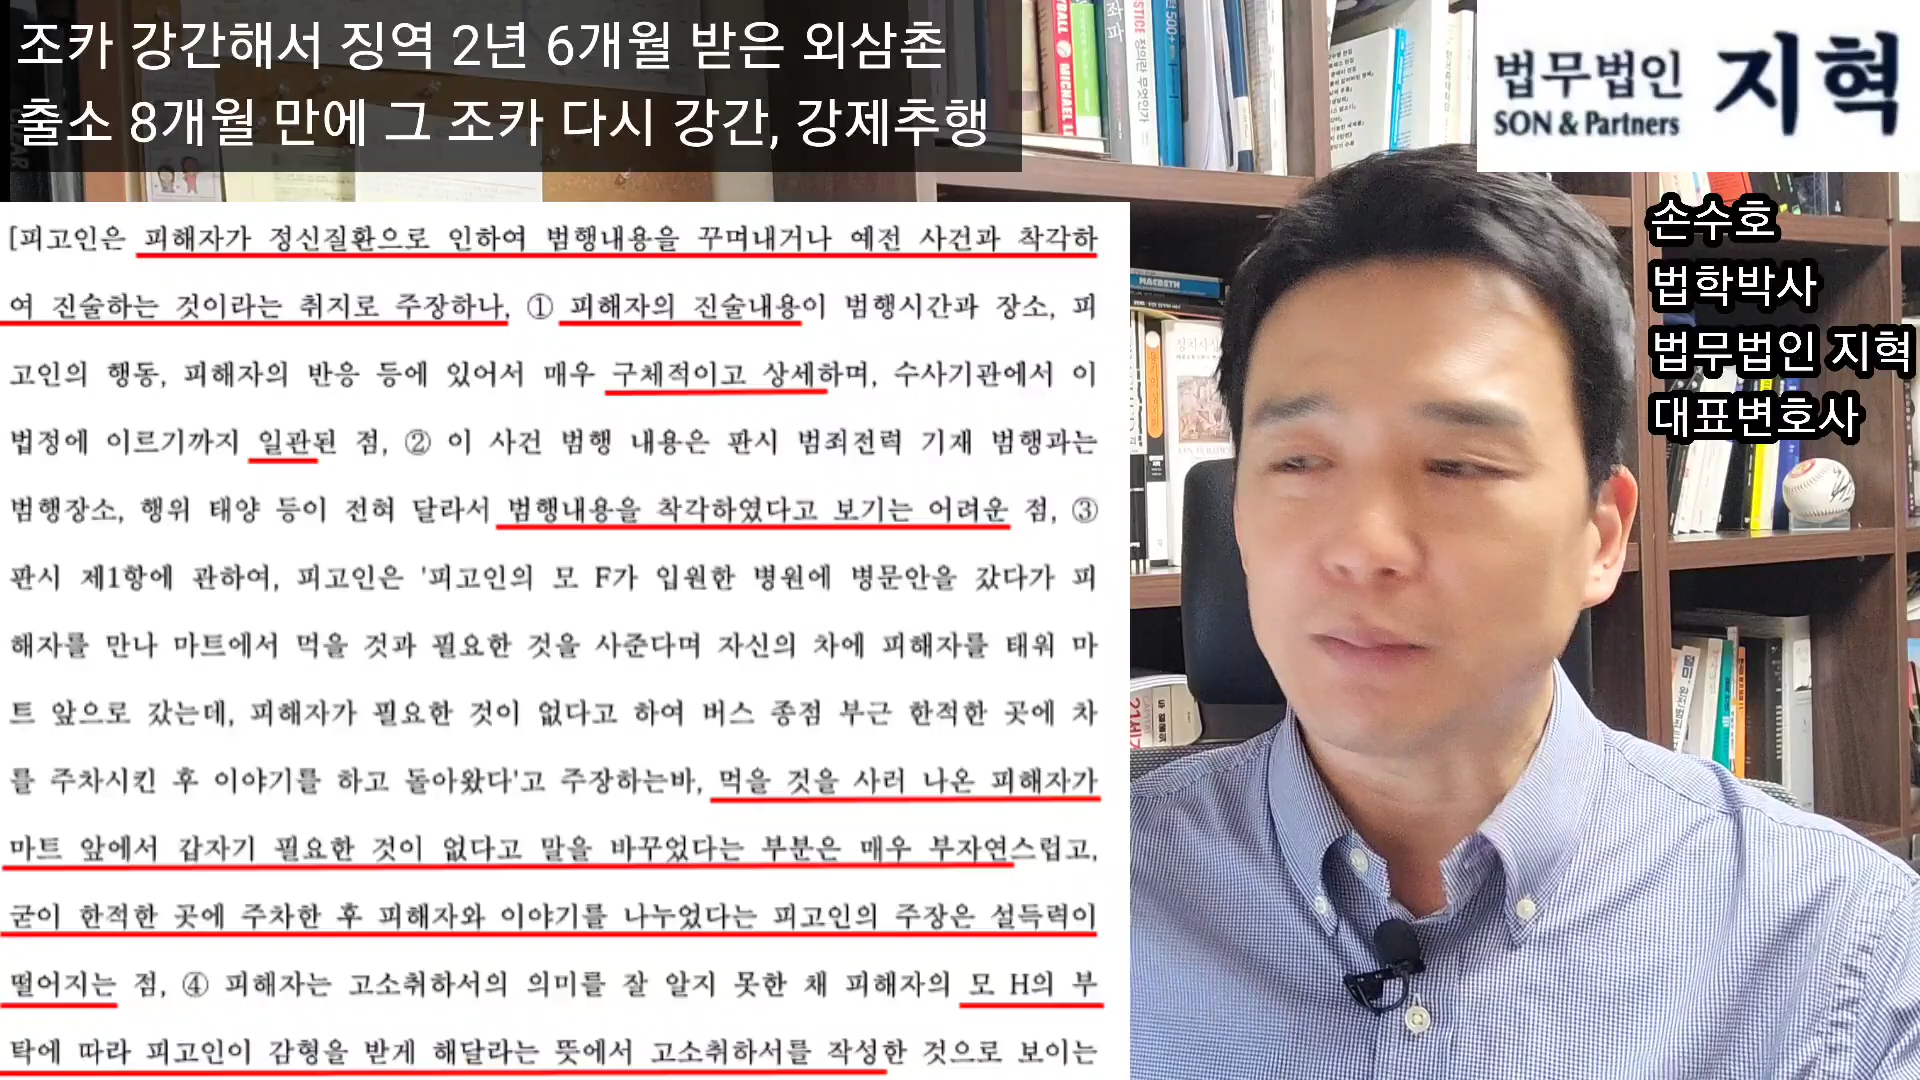 조카 강간해서 징역 2년 6개월 받은 외삼촌
출소 8개월 만에 그 조카 다시 강간, 강제추행
법무법인 지혁
SON & Partners
손수호
법학박사
법무법인 지혁
대표변호사
[피고인은 피해자가 정신질환으로 인하여 범행내용을 꾸며내거나 예전 사건과 착각하
여 진술하는 것이라는 취지로 주장하나, ① 피해자의 진술내용이 범행시간과 장소, 피
고인의 행동, 피해자의 반응 등에 있어서 매우 구체적이고 상세하며, 수사기관에서 이
법정에 이르기까지 일관된 점, ② 이 사건 범행 내용은 판시 범죄전력 기재 범행과는
범행장소, 행위 태양 등이 전혀 달라서 범행내용을 착각하였다고 보기는 어려운 점, ③
판시 제1항에 관하여, 피고인은 '피고인의 모 F가 입원한 병원에 병문안을 갔다가 피
해자를 만나 마트에서 먹을 것과 필요한 것을 사준다며 자신의 차에 피해자를 태워 마
트 앞으로 갔는데, 피해자가 필요한 것이 없다고 하여 버스 종점 부근 한적한 곳에 차
를 주차시킨 후 이야기를 하고 돌아왔다'고 주장하는바, 먹을 것을 사러 나온 피해자가
마트 앞에서 갑자기 필요한 것이 없다고 말을 바꾸었다는 부분은 매우 부자연스럽고,
굳이 한적한 곳에 주차한 후 피해자와 이야기를 나누었다는 피고인의 주장은 설득력이
떨어지는 점, ④ 피해자는 고소취하서의 의미를 잘 알지 못한 채 피해자의 모 H의 부
탁에 따라 피고인이 감형을 받게 해달라는 뜻에서 고소취하서를 작성한 것으로 보이는
MICHAEL
정의란 무엇인가
MACBETH